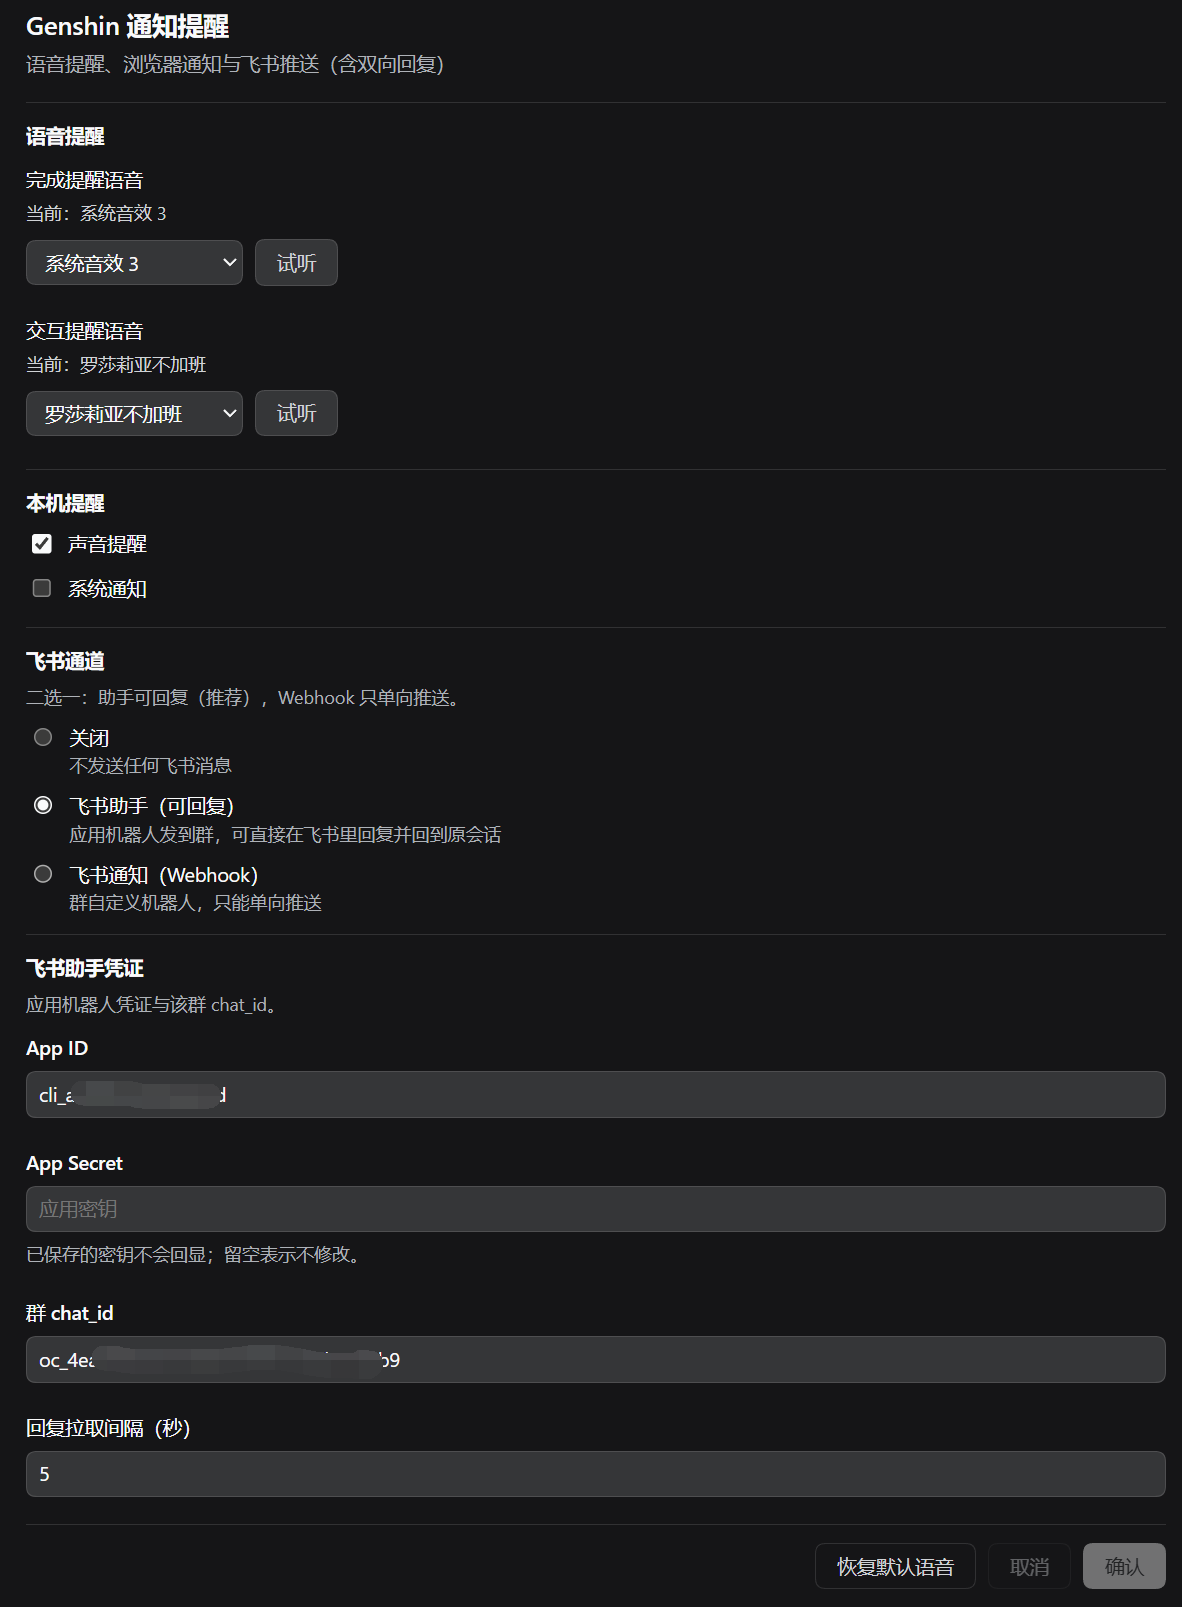 Genshin 通知提醒
语音提醒、浏览器通知与飞书推送（含双向回复）
语音提醒
完成提醒语音
当前：系统音效 3
系统音效 3 试听
交互提醒语音
当前：罗莎莉亚不加班
罗莎莉亚不加班 试听
本机提醒
声音提醒
系统通知
飞书通道
二选一：助手可回复（推荐），Webhook 只单向推送。
关闭
不发送任何飞书消息
飞书助手（可回复）
应用机器人发到群，可直接在飞书里回复并回到原会话
飞书通知（Webhook）
群自定义机器人，只能单向推送
飞书助手凭证
应用机器人凭证与该群 chat_id。
App ID
cli_a d
App Secret
应用密钥
已保存的密钥不会回显；留空表示不修改。
群 chat_id
oc_4ea b9
回复拉取间隔（秒）
5
恢复默认语音 取消 确认